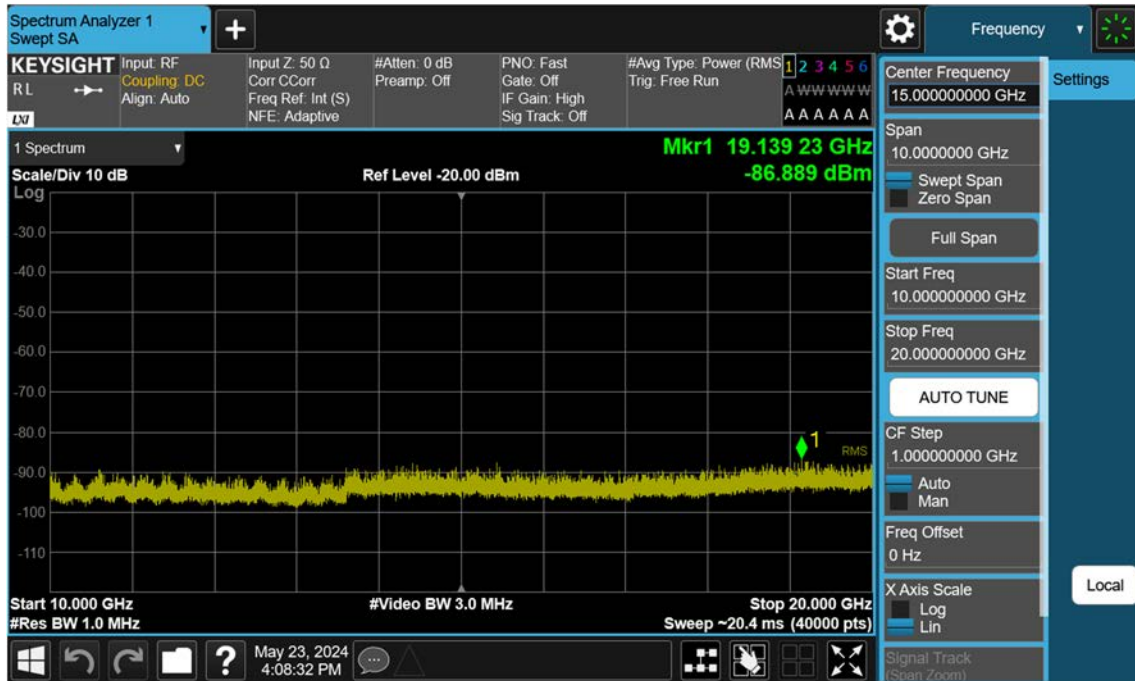 Spectrum Analyzer 1
Swept SA
Frequency
KEYSIGHT
R L
LXI
Input: RF
Coupling: DC
Align: Auto
Input Z: 50 Ω
Corr CCorr
Freq Ref: Int (S)
NFE: Adaptive
#Atten: 0 dB
Preamp: Off
PNO: Fast
Gate: Off
IF Gain: High
Sig Track: Off
#Avg Type: Power (RMS
Trig: Free Run
1 2 3 4 5 6
A W W W W W
A A A A A A
1 Spectrum
Mkr1 19.139 23 GHz
Scale/Div 10 dB
Ref Level -20.00 dBm
-86.889 dBm
Log
-30.0
-40.0
-50.0
-60.0
-70.0
-80.0
1
RMS
-90.0
-100
-110
Start 10.000 GHz
#Video BW 3.0 MHz
Stop 20.000 GHz
#Res BW 1.0 MHz
Sweep ~20.4 ms (40000 pts)
Center Frequency
15.000000000 GHz
Settings
Span
10.0000000 GHz
Swept Span
Zero Span
Full Span
Start Freq
10.000000000 GHz
Stop Freq
20.000000000 GHz
AUTO TUNE
CF Step
1.000000000 GHz
Auto
Man
Freq Offset
0 Hz
X Axis Scale
Log
Lin
Local
Signal Track
(Span Zoom)
?
May 23, 2024
4:08:32 PM